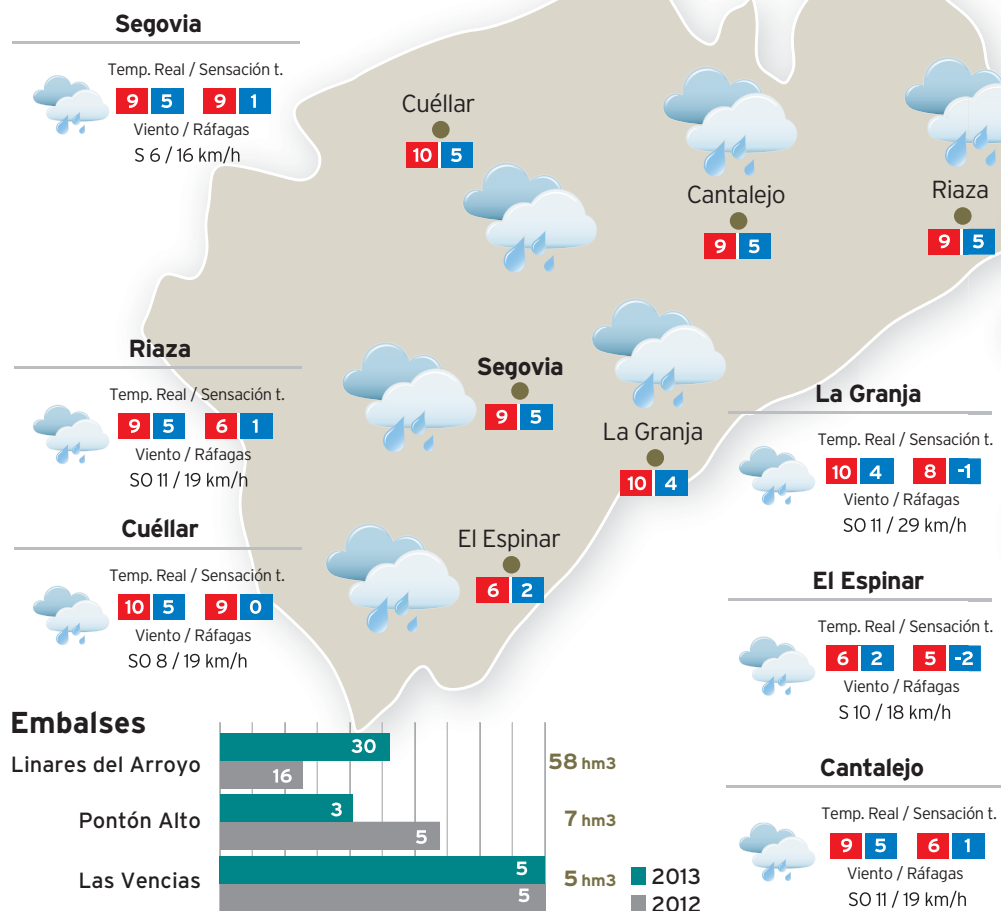 Segovia
Temp. Real / Sensación t.
9 5 9 1
Viento / Ráfagas
S 6 / 16 km/h
Cuéllar
10 5
Cantalejo
9 5
Riaza
9 5
Riaza
Temp. Real / Sensación t.
9 5 6 1
Viento / Ráfagas
SO 11 / 19 km/h
Segovia
9 5
La Granja
10 4
La Granja
Temp. Real / Sensación t.
10 4 8 -1
Viento / Ráfagas
SO 11 / 29 km/h
Cuéllar
Temp. Real / Sensación t.
10 5 9 0
Viento / Ráfagas
SO 8 / 19 km/h
El Espinar
6 2
El Espinar
Temp. Real / Sensación t.
6 2 5 -2
Viento / Ráfagas
S 10 / 18 km/h
Embalses
Linares del Arroyo 30 58 hm3
16
Pontón Alto 3 7 hm3
5
Las Vencias 5 5 hm3
5
2013
2012
Cantalejo
Temp. Real / Sensación t.
9 5 6 1
Viento / Ráfagas
SO 11 / 19 km/h